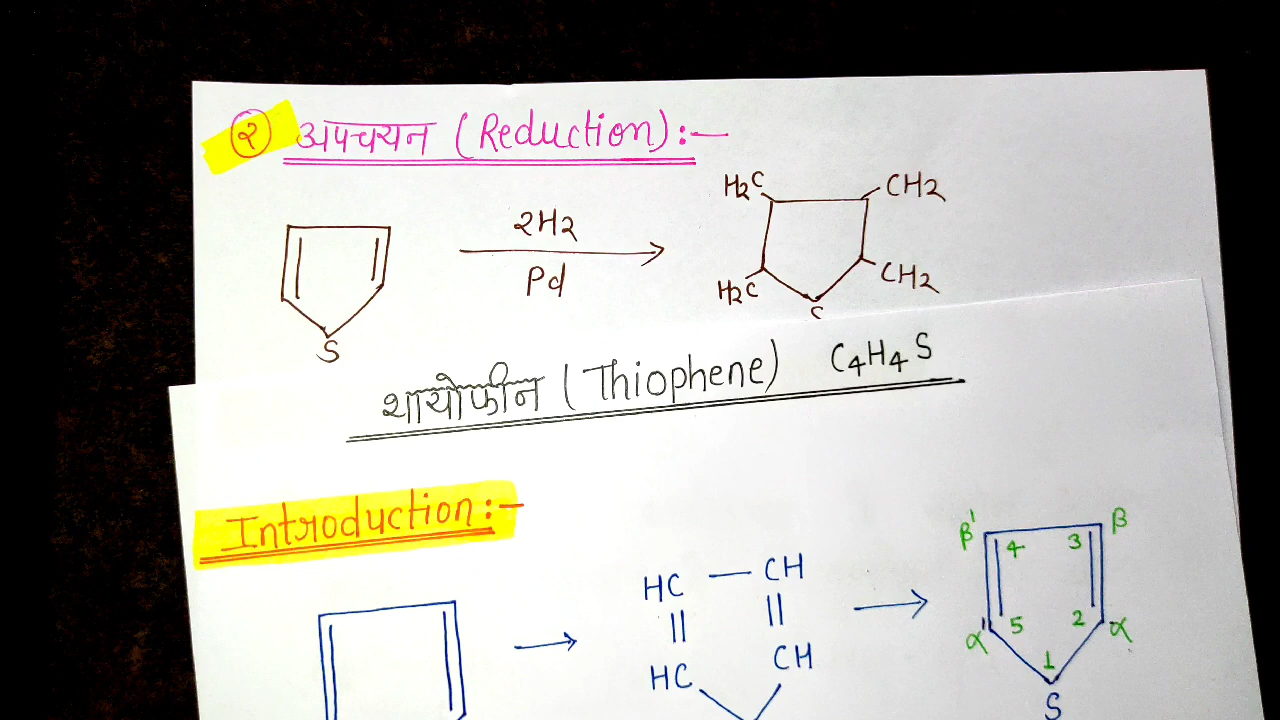 २ अपचयन (Reduction):-
H2C CH2
2H2
Pd
H2C CH2
S S
थायोफीन (Thiophene) C4H4S
Introduction:-
β' β
4 3
HC — CH
HC CH
α' 5 2 α
1
S